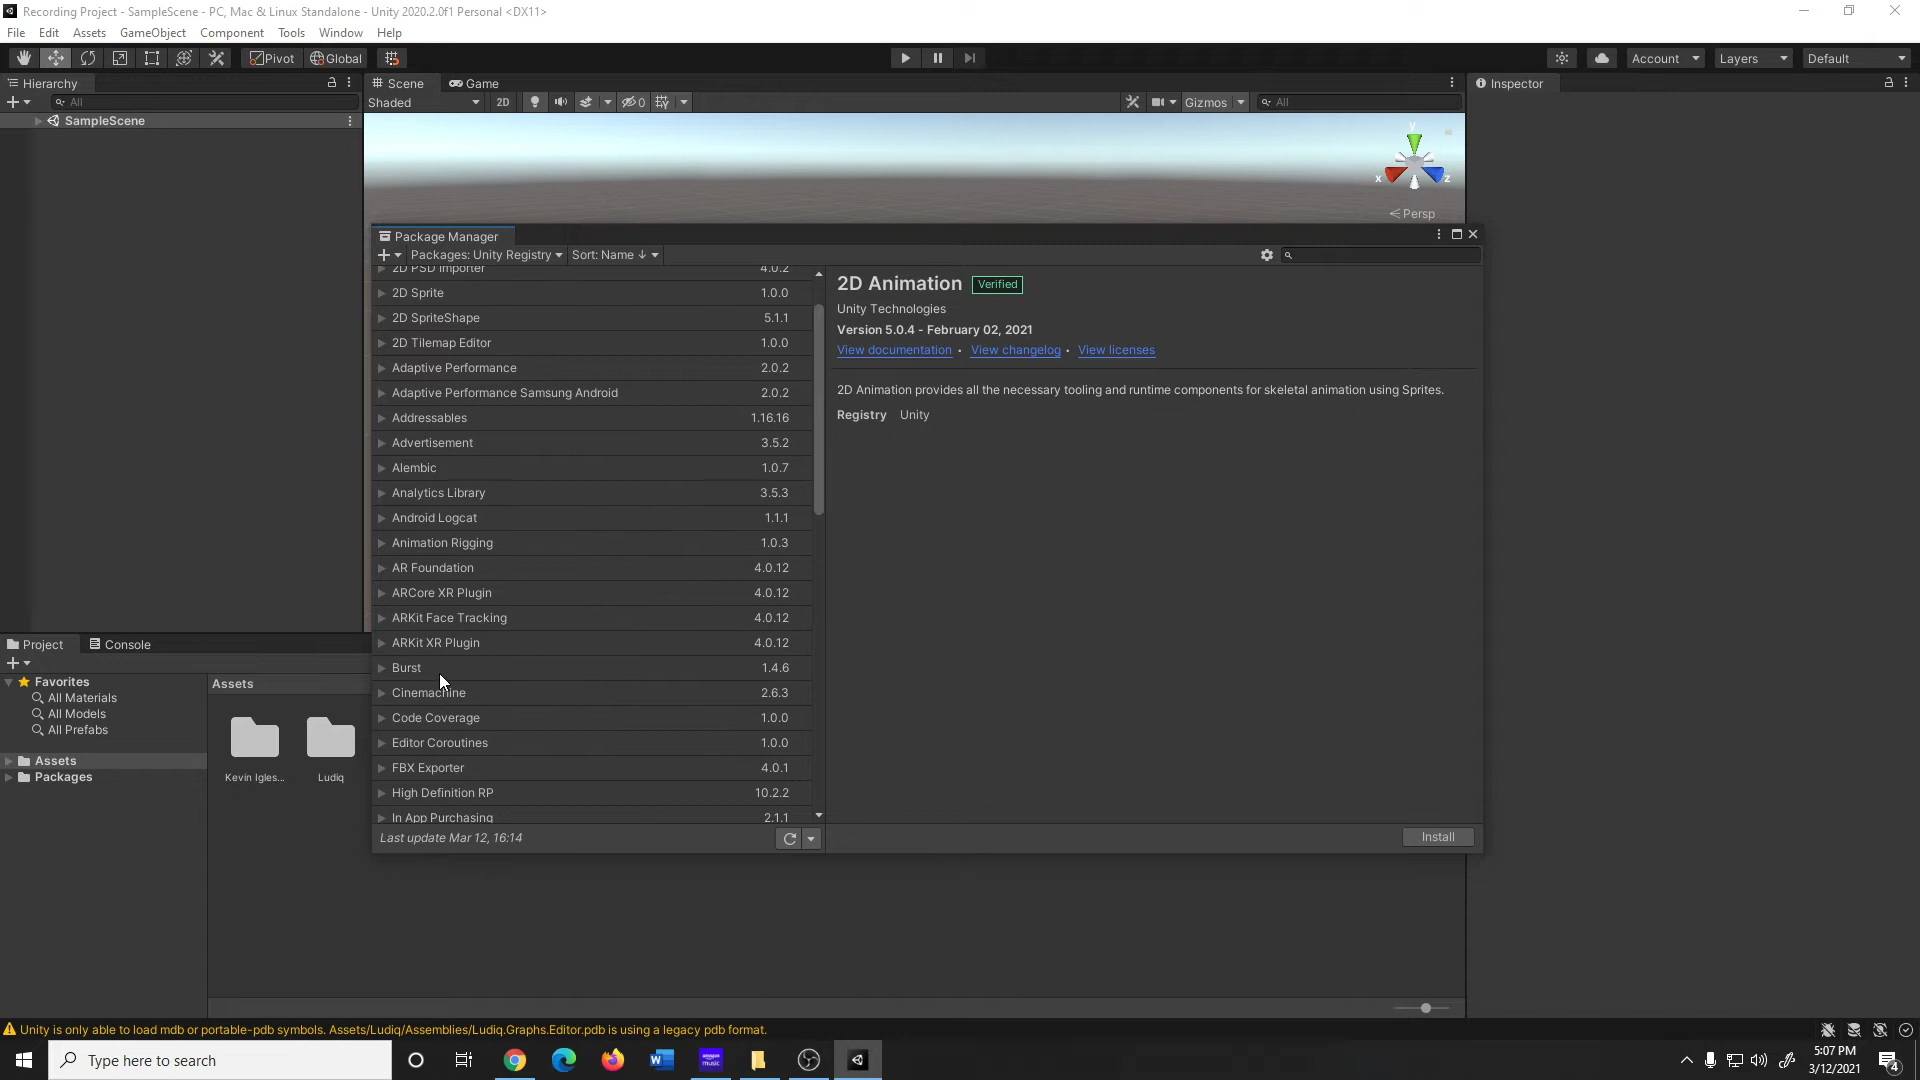 Recording Project - SampleScene - PC, Mac & Linux Standalone - Unity 2020.2.0f1 Personal <DX11>
File Edit Assets GameObject Component Tools Window Help
Pivot Global Account Layers Default
Hierarchy Scene Game Inspector
All Shaded 2D 0 Gizmos All
SampleScene
y
x z
Persp
Package Manager
Packages: Unity Registry Sort: Name ↓
2D PSD Importer 4.0.2
2D Sprite 1.0.0
2D SpriteShape 5.1.1
2D Tilemap Editor 1.0.0
Adaptive Performance 2.0.2
Adaptive Performance Samsung Android 2.0.2
Addressables 1.16.16
Advertisement 3.5.2
Alembic 1.0.7
Analytics Library 3.5.3
Android Logcat 1.1.1
Animation Rigging 1.0.3
AR Foundation 4.0.12
ARCore XR Plugin 4.0.12
ARKit Face Tracking 4.0.12
ARKit XR Plugin 4.0.12
Burst 1.4.6
Cinemachine 2.6.3
Code Coverage 1.0.0
Editor Coroutines 1.0.0
FBX Exporter 4.0.1
High Definition RP 10.2.2
In App Purchasing 2.1.1
Last update Mar 12, 16:14
2D Animation Verified
Unity Technologies
Version 5.0.4 - February 02, 2021
View documentation • View changelog • View licenses
2D Animation provides all the necessary tooling and runtime components for skeletal animation using Sprites.
Registry Unity
Install
Project Console
Favorites
All Materials
All Models
All Prefabs
Assets
Packages
Assets
Kevin Igles... Ludiq
Unity is only able to load mdb or portable-pdb symbols. Assets/Ludiq/Assemblies/Ludiq.Graphs.Editor.pdb is using a legacy pdb format.
Type here to search
W
amazon music
5:07 PM
3/12/2021
4